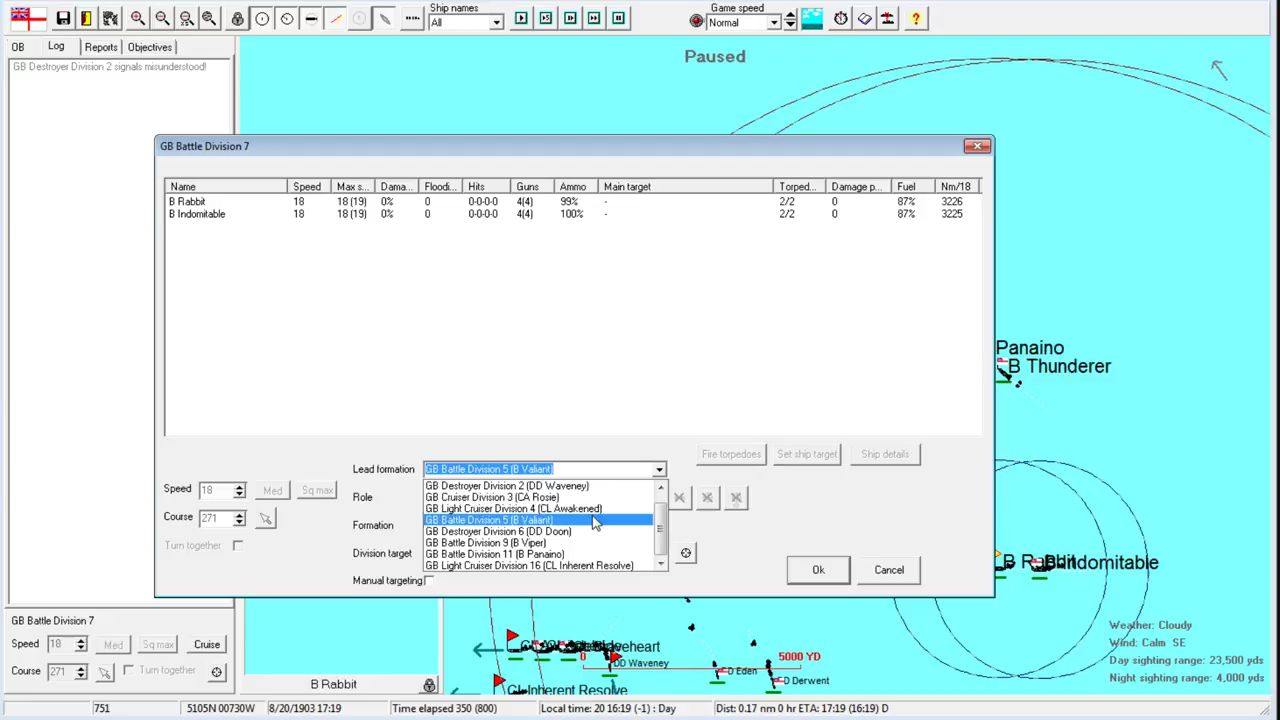 Ship names
All
Game speed
Normal
?
OB Log Reports Objectives
GB Destroyer Division 2 signals misunderstood!
Paused
GB Battle Division 7
Name Speed Max s... Dama... Floodi... Hits Guns Ammo Main target Torped... Damage p... Fuel Nm/18
B Rabbit 18 18 (19) 0% 0 0-0-0-0 4(4) 99% - 2/2 0 87% 3226
B Indomitable 18 18 (19) 0% 0 0-0-0-0 4(4) 100% - 2/2 0 87% 3225
Panaino
B Thunderer
Lead formation GB Battle Division 5 (B Valiant)
Fire torpedoes Set ship target Ship details
GB Destroyer Division 2 (DD Waveney)
GB Cruiser Division 3 (CA Rosie)
GB Light Cruiser Division 4 (CL Awakened)
GB Battle Division 5 (B Valiant)
GB Destroyer Division 6 (DD Doon)
GB Battle Division 9 (B Viper)
GB Battle Division 11 (B Panaino)
GB Light Cruiser Division 16 (CL Inherent Resolve)
Speed 18 Med Sq max
Role
Course 271
Formation
Turn together
Division target
Manual targeting
Ok Cancel
GB Battle Division 7
Speed 18 Med Sq max Cruise
Course 271 Turn together
B Rabbit
DD Waveney
0 5000 YD
D Eden
D Derwent
CL Inherent Resolve
Weather: Cloudy
Wind: Calm SE
Day sighting range: 23,500 yds
Night sighting range: 4,000 yds
751 5105N 00730W 8/20/1903 17:19 Time elapsed 350 (800) Local time: 20 16:19 (-1) : Day Dist: 0.17 nm 0 hr ETA: 17:19 (16:19) D